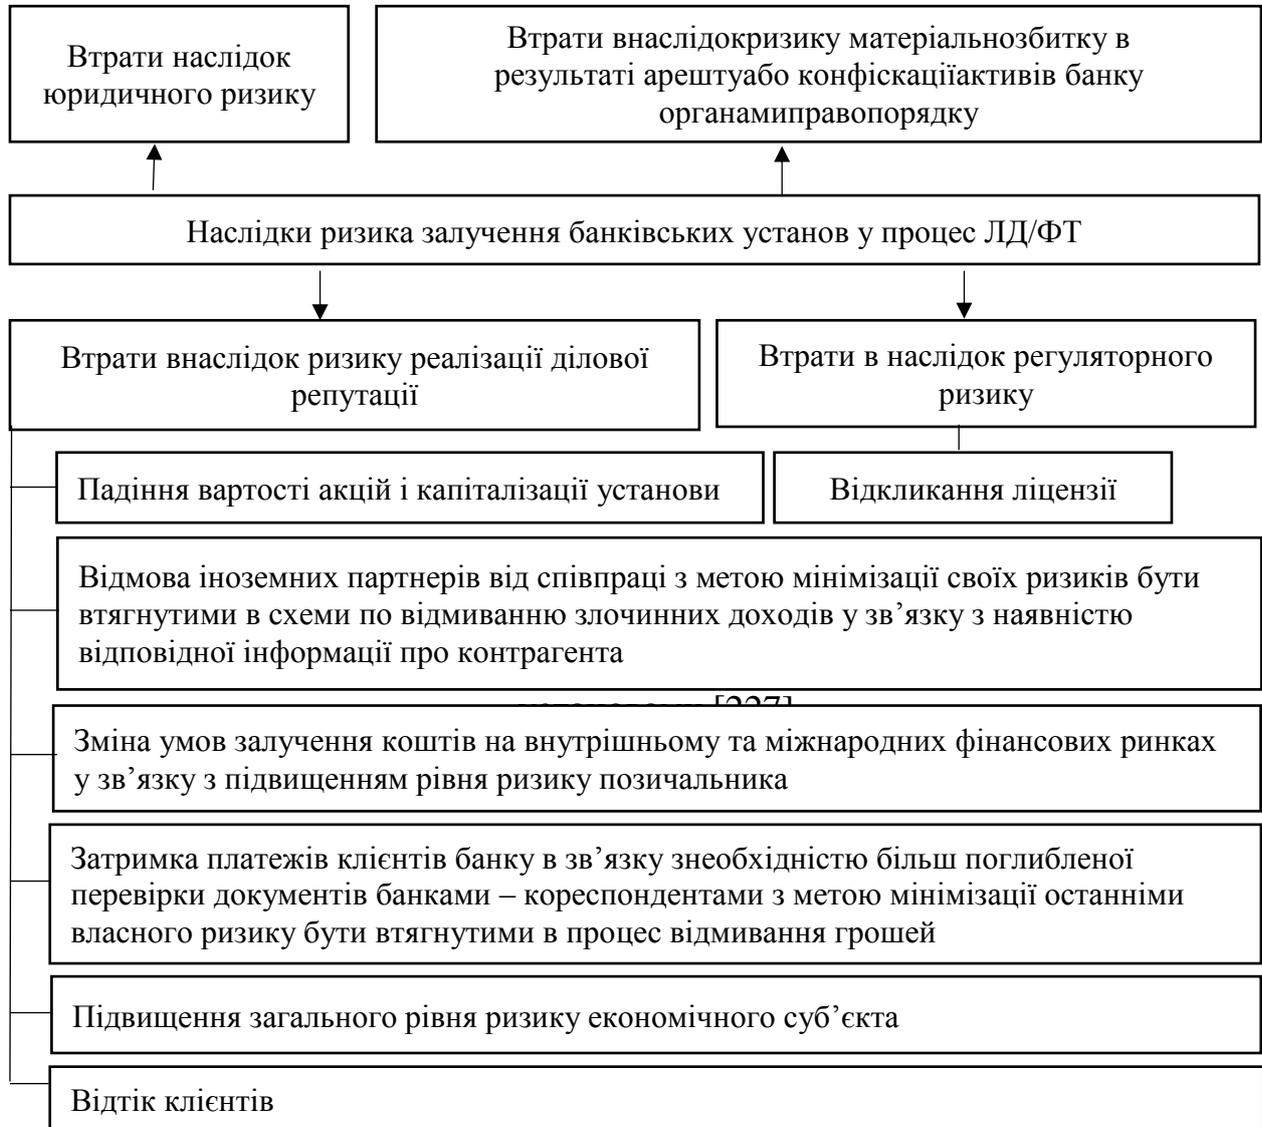 Втрати наслідок
юридичного ризику
Втрати внаслідокризику матеріальнозбитку в
результаті арештуабо конфіскаціїактивів банку
органамиправопорядку
Наслідки ризика залучення банківських установ у процес ЛД/ФТ
Втрати внаслідок ризику реалізації ділової
репутації
Втрати в наслідок регуляторного
ризику
Падіння вартості акцій і капіталізації установи
Відкликання ліцензії
Відмова іноземних партнерів від співпраці з метою мінімізації своїх ризиків бути
втягнутими в схеми по відмиванню злочинних доходів у зв’язку з наявністю
відповідної інформації про контрагента
[227]
Зміна умов залучення коштів на внутрішньому та міжнародних фінансових ринках
у зв’язку з підвищенням рівня ризику позичальника
Затримка платежів клієнтів банку в зв’язку знеобхідністю більш поглибленої
перевірки документів банками – кореспондентами з метою мінімізації останніми
власного ризику бути втягнутими в процес відмивання грошей
Підвищення загального рівня ризику економічного суб’єкта
Відтік клієнтів